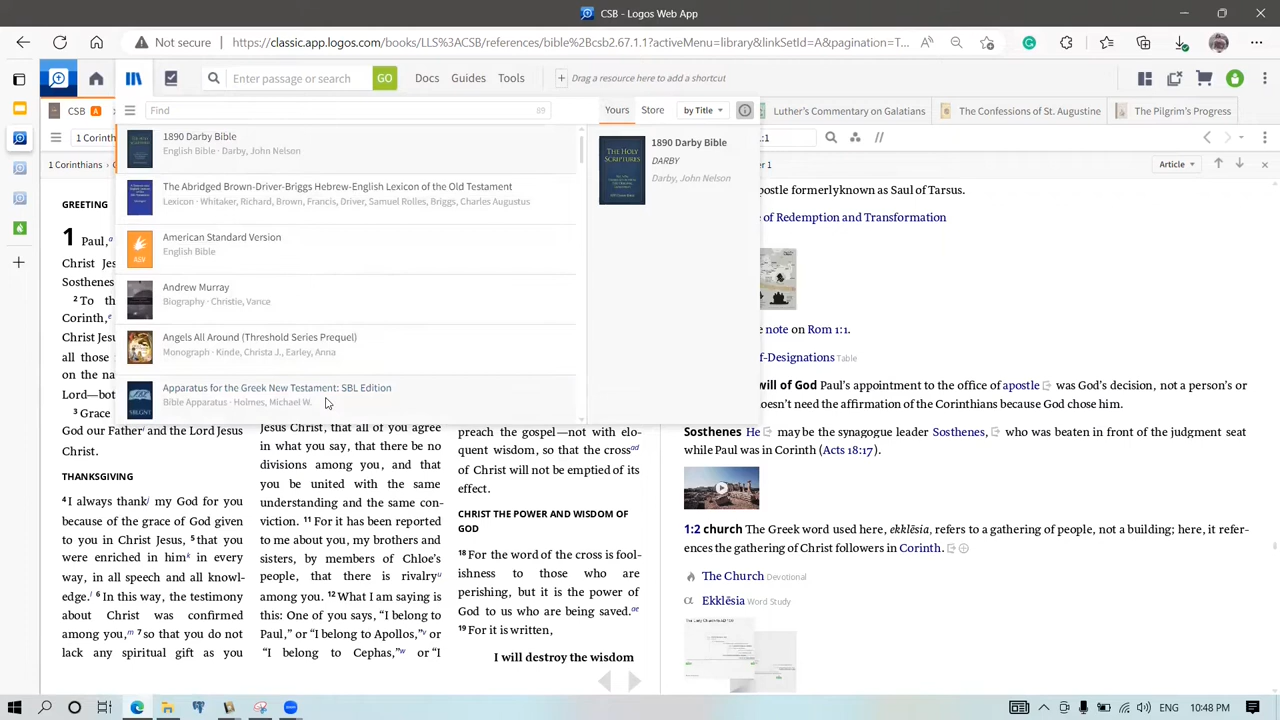 CSB - Logos Web App
Not secure
https://classic.app.logos.com/books/LLS%3ACSB/references/bible%2Bcsb2.67.1.1?activeMenu=library&linkSetId=A&pagination=T...
Enter passage or search
GO
Docs
Guides
Tools
Drag a resource here to add a shortcut
CSB A
Find
89
Yours
Store
by Title
Luther's Commentary on Galatians
The Confessions of St. Au
The Pilgrim's Progress
1 Corinth
1 Corinthians ›
1890 Darby Bible
English Bible · Darby, John Nelson
The Abridged Brown-Driver-Briggs Hebrew-English Lexicon of the Old Testament
Logos · Whitaker, Richard, Brown, Francis, Driver, Samuel Rolles, Briggs, Charles Augustus
American Standard Version
English Bible
Andrew Murray
Biography · Christie, Vance
Angels All Around (Threshold Series Prequel)
Monograph · Kinde, Christa J., Earley, Anna
Apparatus for the Greek New Testament: SBL Edition
Bible Apparatus · Holmes, Michael W.
1890 Darby Bible
DARBY
Darby, John Nelson
THE HOLY
SCRIPTURES
ASV
SBLGNT
GREETING
1 Paul,
Christ Jes
Sosthenes
2 To th
Corinth,e
Christ Jesu
all those
on the na
Lord—bot
3 Grace
God our Father and the Lord Jesus
Christ.
THANKSGIVING
4 I always thank my God for you
because of the grace of God given
to you in Christ Jesus, 5 that you
were enriched in himk in every
way, in all speech and all knowl-
edge.l 6 In this way, the testimony
about Christ was confirmed
among you,m 7 so that you do not
lack any spiritual gift as you
Jesus Christ, that all of you agree
in what you say, that there be no
divisions among you, and that
you be united with the same
understanding and the same con-
viction. 11 For it has been reported
to me about you, my brothers and
sisters, by members of Chloe's
people, that there is rivalry
among you. 12 What I am saying is
this: One of you says, “I belong to
Paul,” or “I belong to Apollos,” or
“I belong to Cephas,”w or “I
preach the gospel—not with elo-
quent wisdom, so that the crossad
of Christ will not be emptied of its
effect.
CHRIST THE POWER AND WISDOM OF
GOD
18 For the word of the cross is fool-
ishness to those who are
perishing, but it is the power of
God to us who are being saved.ae
19 For it is written,
I will destroy the wisdom
Article
postle as Saul of Tarsus.
e of Redemption and Transformation
note on Rom 1:1.
f-Designations Table
will of God Paul's appointment to the office of apostle was God's decision, not a person's or
doesn't need the affirmation of the Corinthians because God chose him.
Sosthenes He may be the synagogue leader Sosthenes, who was beaten in front of the judgment seat
while Paul was in Corinth (Acts 18:17).
1:2 church The Greek word used here, ekklēsia, refers to a gathering of people, not a building; here, it refer-
ences the gathering of Christ followers in Corinth.
The Church Devotional
α Ekklēsia Word Study
ENG
10:48 PM